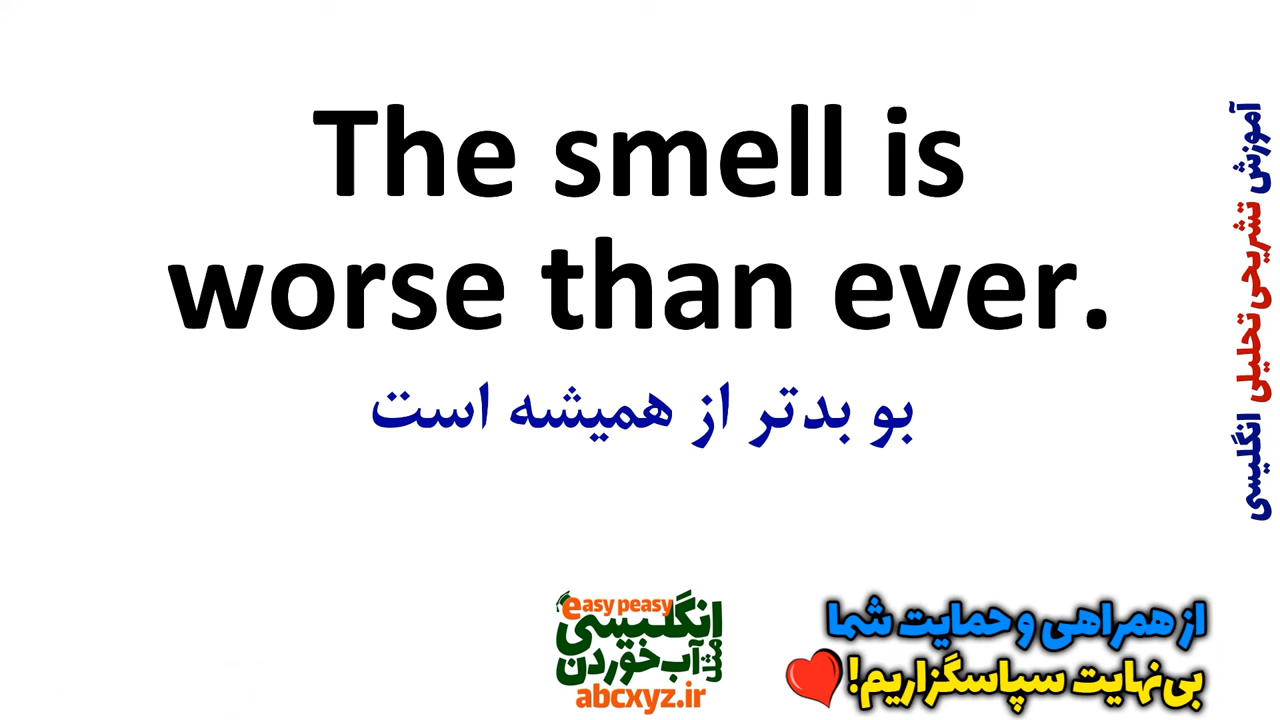 The smell is
worse than ever.
بو بدتر از همیشه است
آموزش تشریحی تحلیلی انگلیسی
easy peasy
انگلیسی
مثل آب خوردن
abcxyz.ir
از همراهی و حمایت شما
بی‌نهایت سپاسگزاریم!